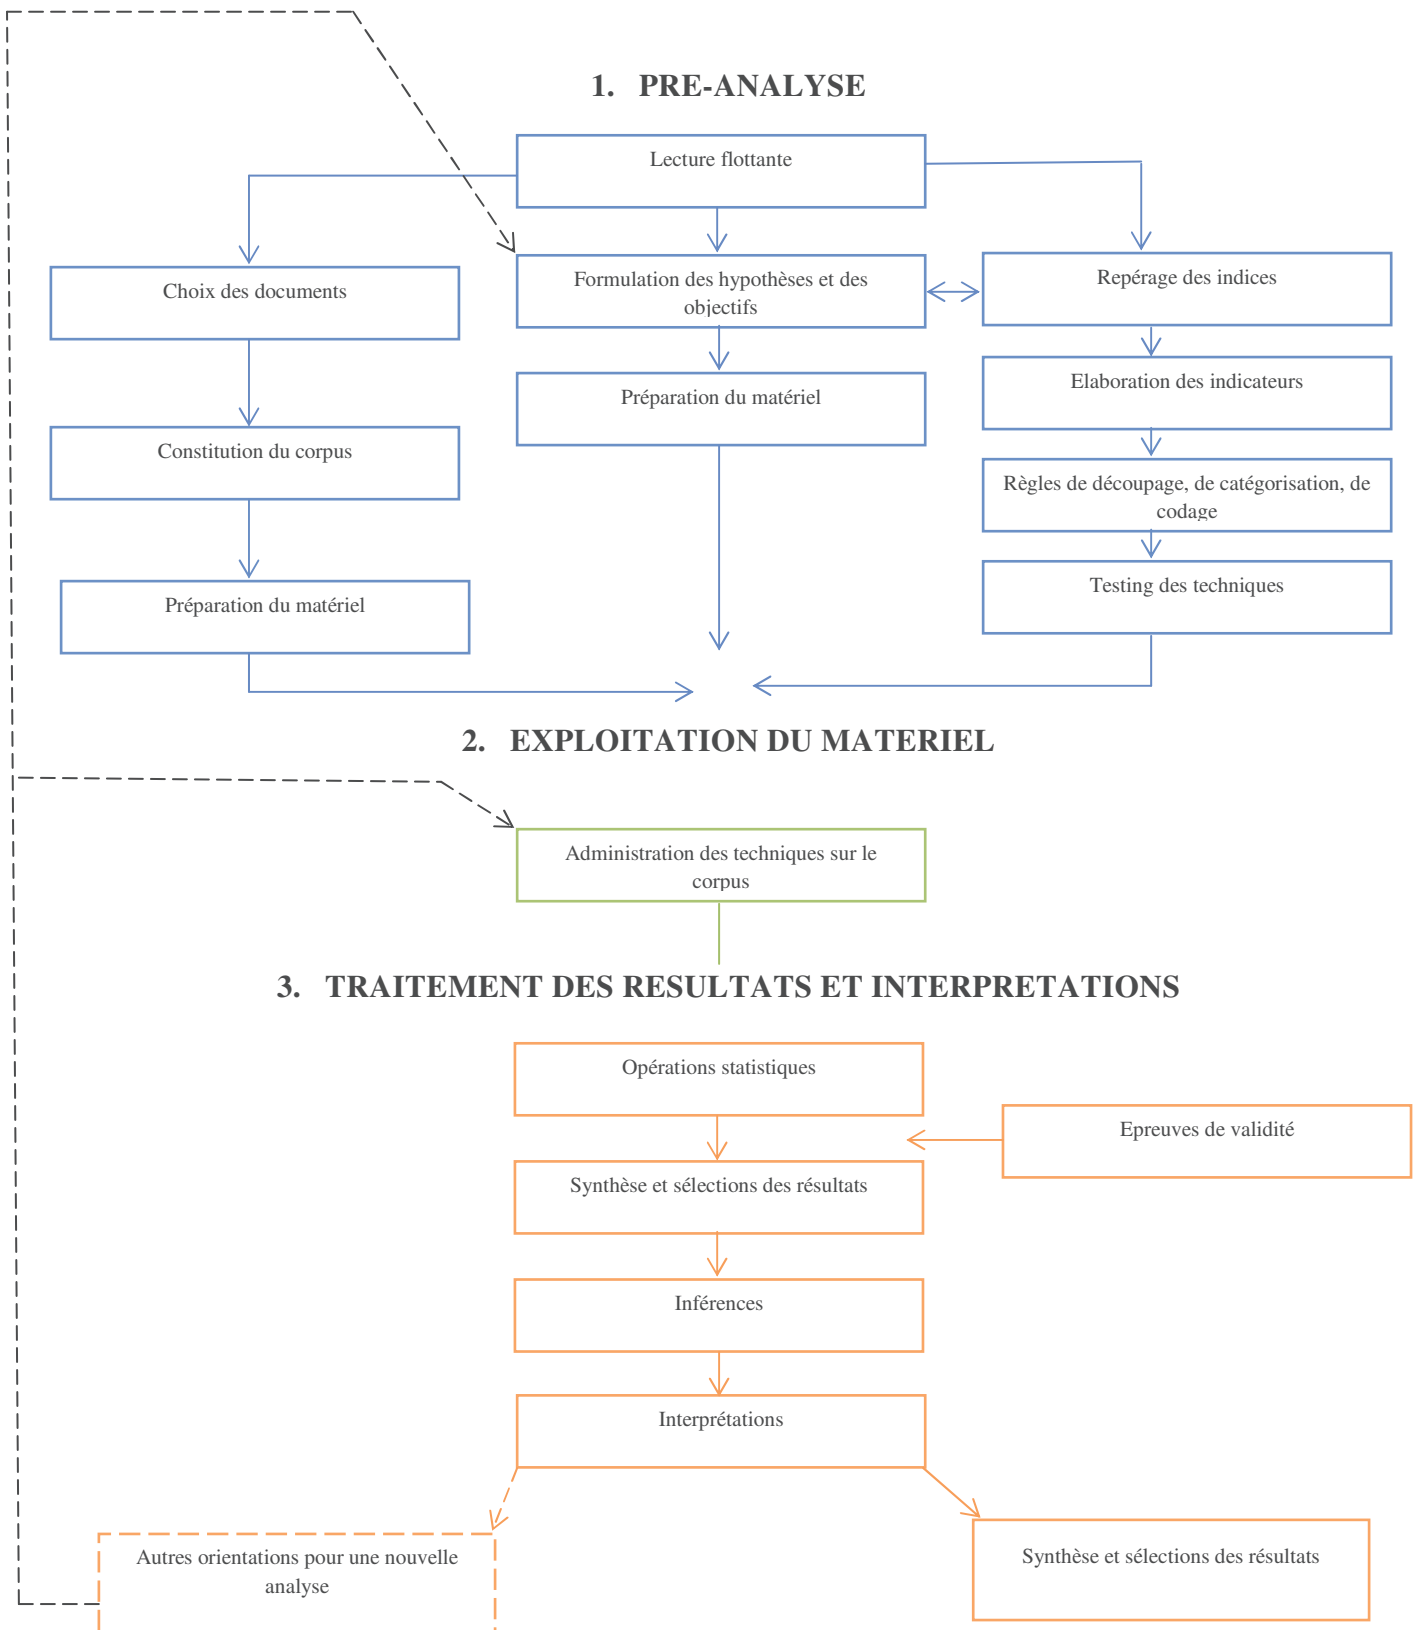 1. PRE-ANALYSE
Lecture flottante
Choix des documents
Formulation des hypothèses et des
objectifs
Repérage des indices
Préparation du matériel
Elaboration des indicateurs
Constitution du corpus
Règles de découpage, de catégorisation, de
codage
Préparation du matériel
Testing des techniques
2. EXPLOITATION DU MATERIEL
Administration des techniques sur le
corpus
3. TRAITEMENT DES RESULTATS ET INTERPRETATIONS
Opérations statistiques
Epreuves de validité
Synthèse et sélections des résultats
Inférences
Interprétations
Autres orientations pour une nouvelle
analyse
Synthèse et sélections des résultats